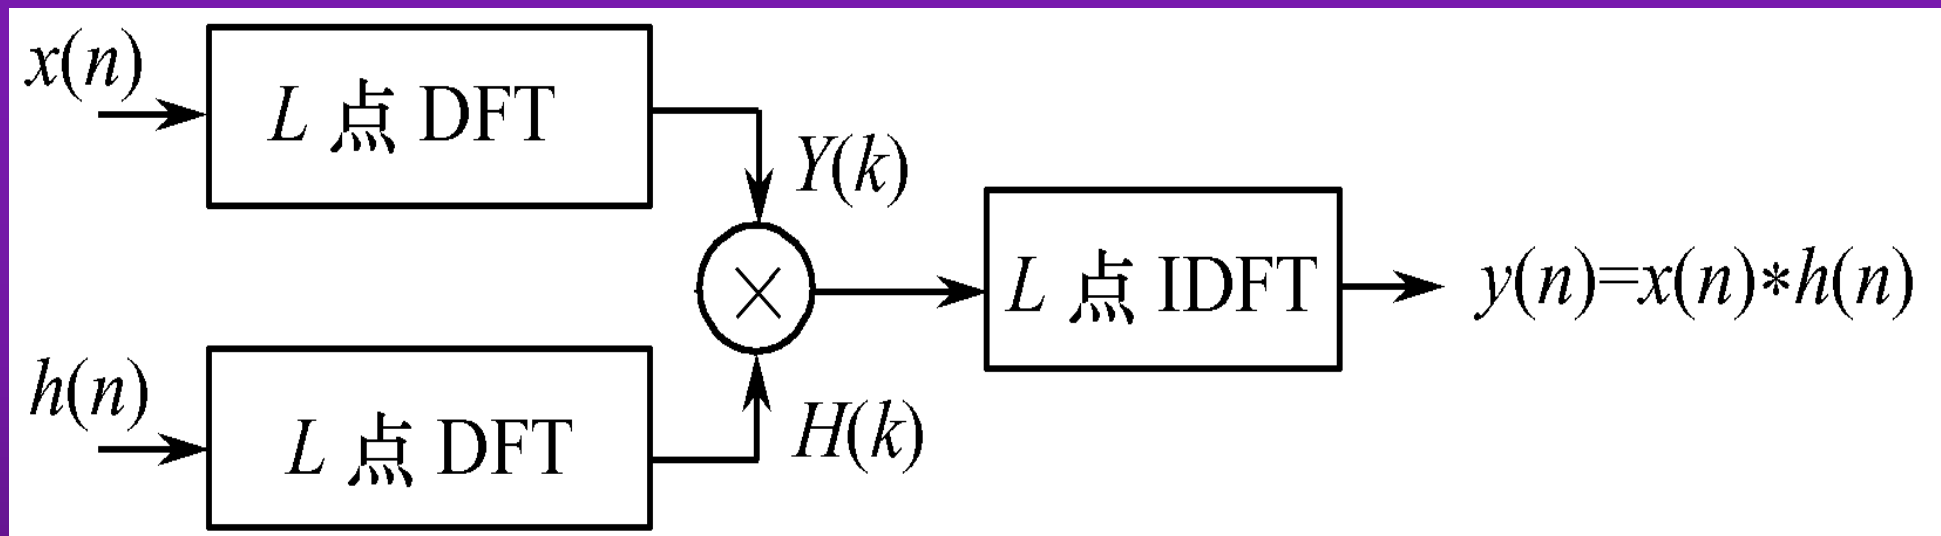 x(n)
L 点 DFT
Y(k)
L 点 IDFT
y(n)=x(n)*h(n)
h(n)
L 点 DFT
H(k)